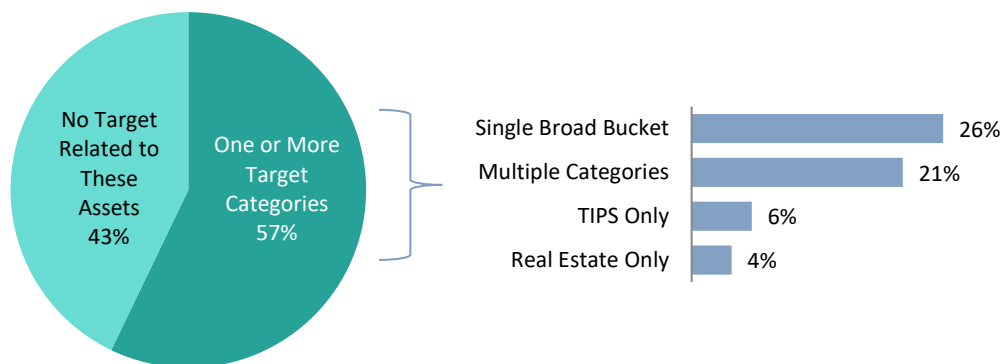 No Target
Related to
These
Assets
43%
One or More
Target
Categories
57%
Single Broad Bucket 26%
Multiple Categories 21%
TIPS Only 6%
Real Estate Only 4%